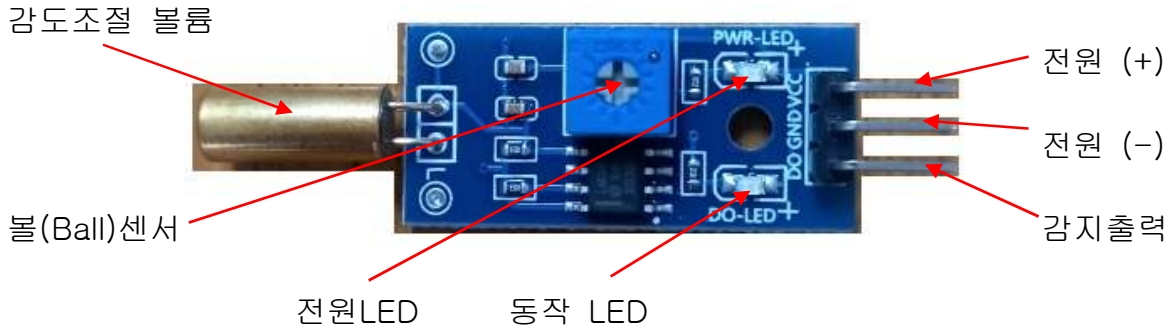 감도조절 볼륨
PWR-LED+
전원 (+)
DO GND VCC
전원 (-)
볼(Ball)센서
DO-LED+
감지출력
전원LED
동작 LED